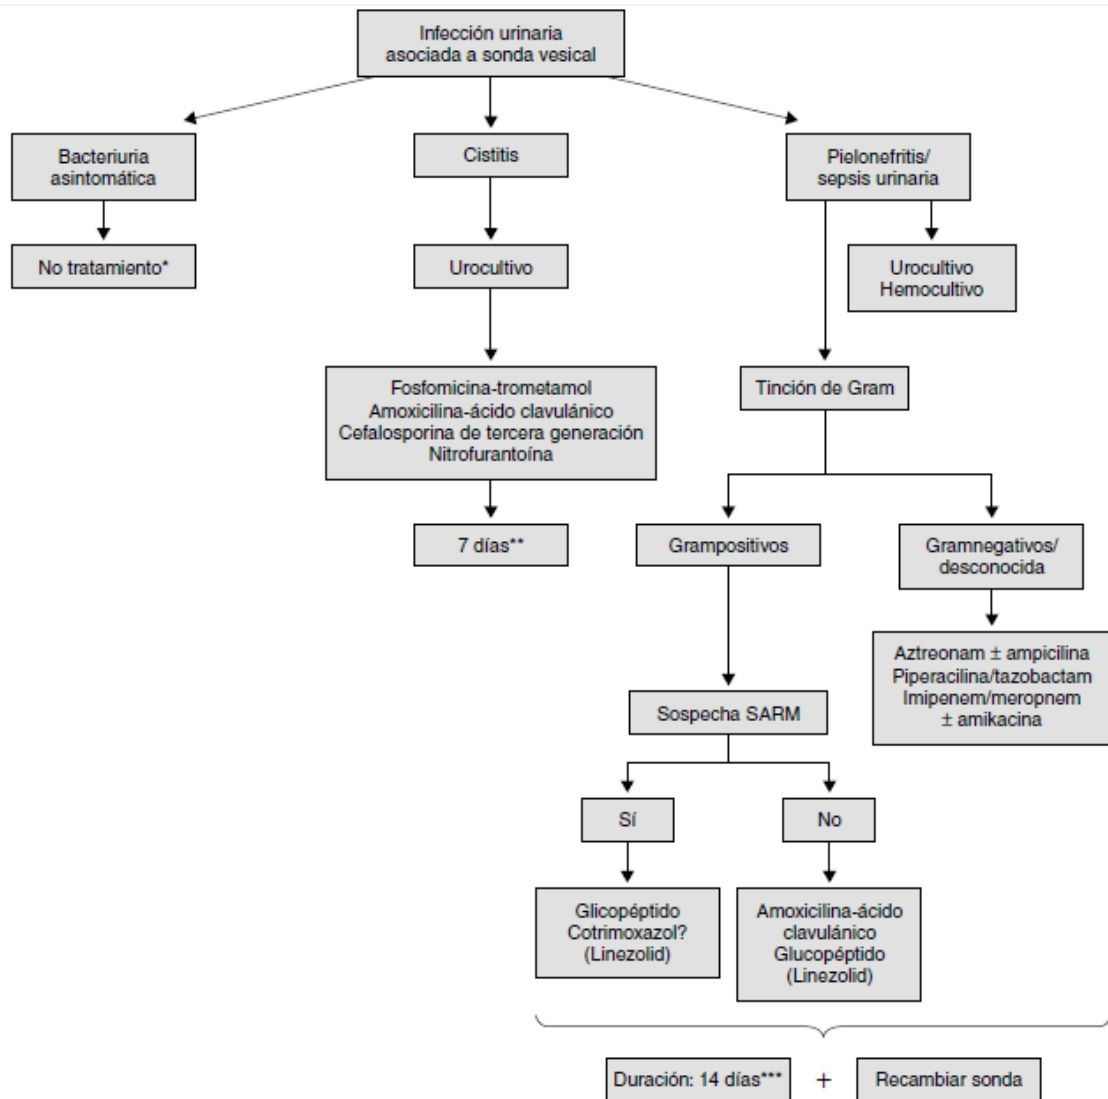 Infección urinaria
asociada a sonda vesical
Bacteriuria
asintomática
Cistitis
Pielonefritis/
sepsis urinaria
No tratamiento*
Urocultivo
Urocultivo
Hemocultivo
Fosfomicina-trometamol
Amoxicilina-ácido clavulánico
Cefalosporina de tercera generación
Nitrofurantoína
Tinción de Gram
7 días**
Grampositivos
Gramnegativos/
desconocida
Aztreonam ± ampicilina
Piperacilina/tazobactam
Imipenem/meropnem
± amikacina
Sospecha SARM
Sí
No
Glicopéptido
Cotrimoxazol?
(Linezolid)
Amoxicilina-ácido
clavulánico
Glucopéptido
(Linezolid)
Duración: 14 días***
+
Recambiar sonda